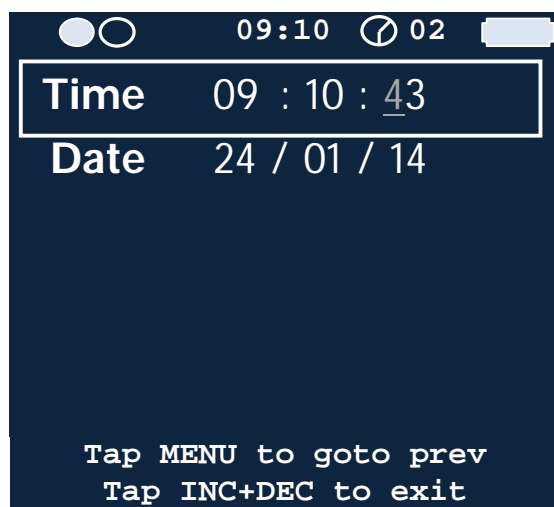 09:10 02
Time 09 : 10 : 43
Date 24 / 01 / 14
Tap MENU to goto prev
Tap INC+DEC to exit